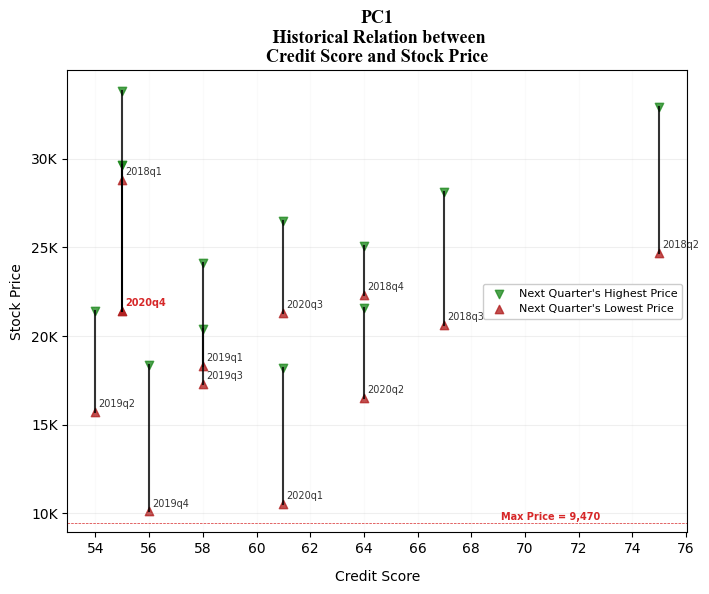 PC1
Historical Relation between
Credit Score and Stock Price
Stock Price
30K
25K
20K
15K
10K
2018q1
2020q4
2018q2
2018q4
2020q3
2018q3
Next Quarter's Highest Price
Next Quarter's Lowest Price
2019q1
2019q3
2020q2
2019q2
2020q1
2019q4
Max Price = 9,470
54 56 58 60 62 64 66 68 70 72 74 76
Credit Score